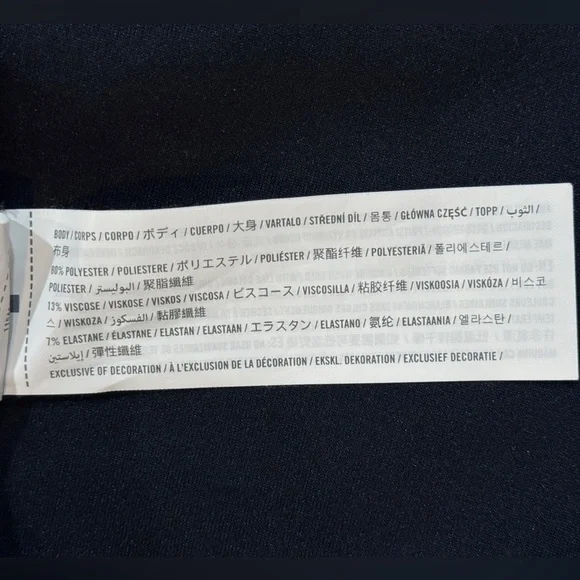 BODY / CORPS / CORPO / ボディ / CUERPO / 大身 / VARTALO / STŘEDNÍ DÍL / 몸통 / GŁÓWNA CZĘŚĆ / TOPP / الثوب /
布身
80% POLYESTER / POLIESTERE / ポリエステル / POLIÉSTER / 聚酯纤维 / POLYESTERIÄ / 폴리에스테르 /
POLIESTER / البوليستر / 聚脂纖維
13% VISCOSE / VISKOSE / VISKOS / VISCOSA / ビスコース / VISCOSILLA / 粘胶纤维 / VISKOOSIA / VISKÓZA / 비스코
스 / WISKOZA / الفسكوز / 黏膠纖維
7% ELASTANE / ÉLASTANE / ELASTAN / ELASTAAN / エラスタン / ELASTANO / 氨纶 / ELASTAANIA / 엘라스탄 /
إيلاستين / 彈性纖維
EXCLUSIVE OF DECORATION / À L'EXCLUSION DE LA DÉCORATION / EKSKL. DEKORATION / EXCLUSIEF DECORATIE /